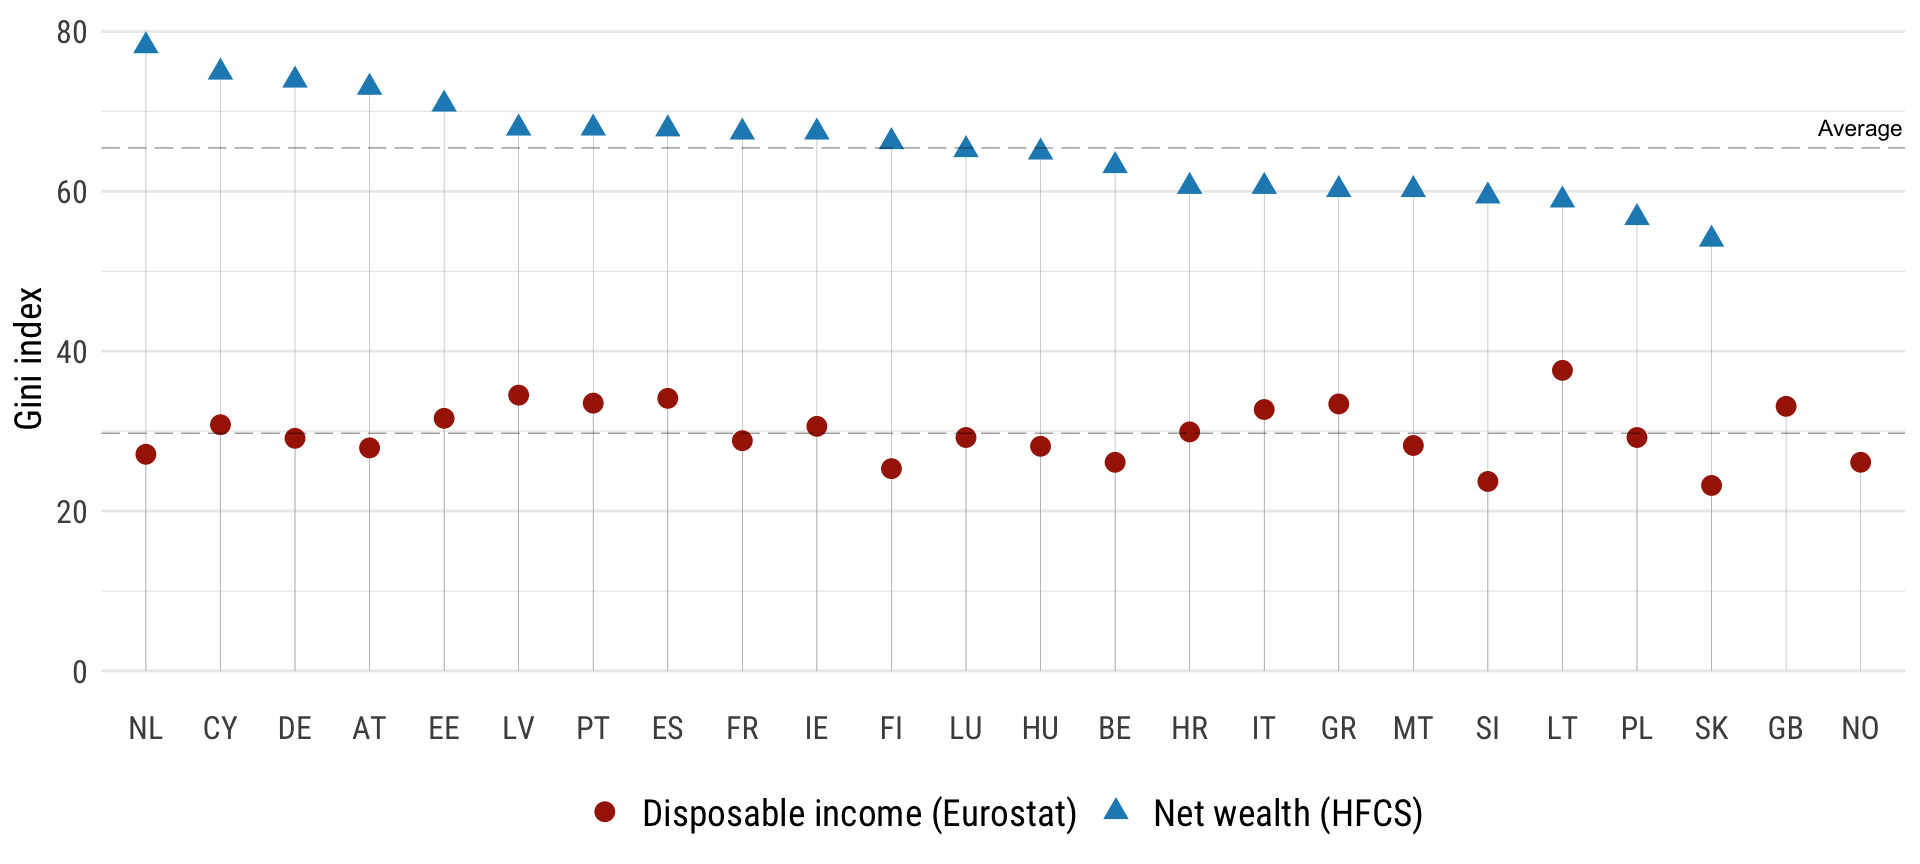 80
Average
60
Gini index
40
20
0
NL CY DE AT EE LV PT ES FR IE FI LU HU BE HR IT GR MT SI LT PL SK GB NO
Disposable income (Eurostat) Net wealth (HFCS)